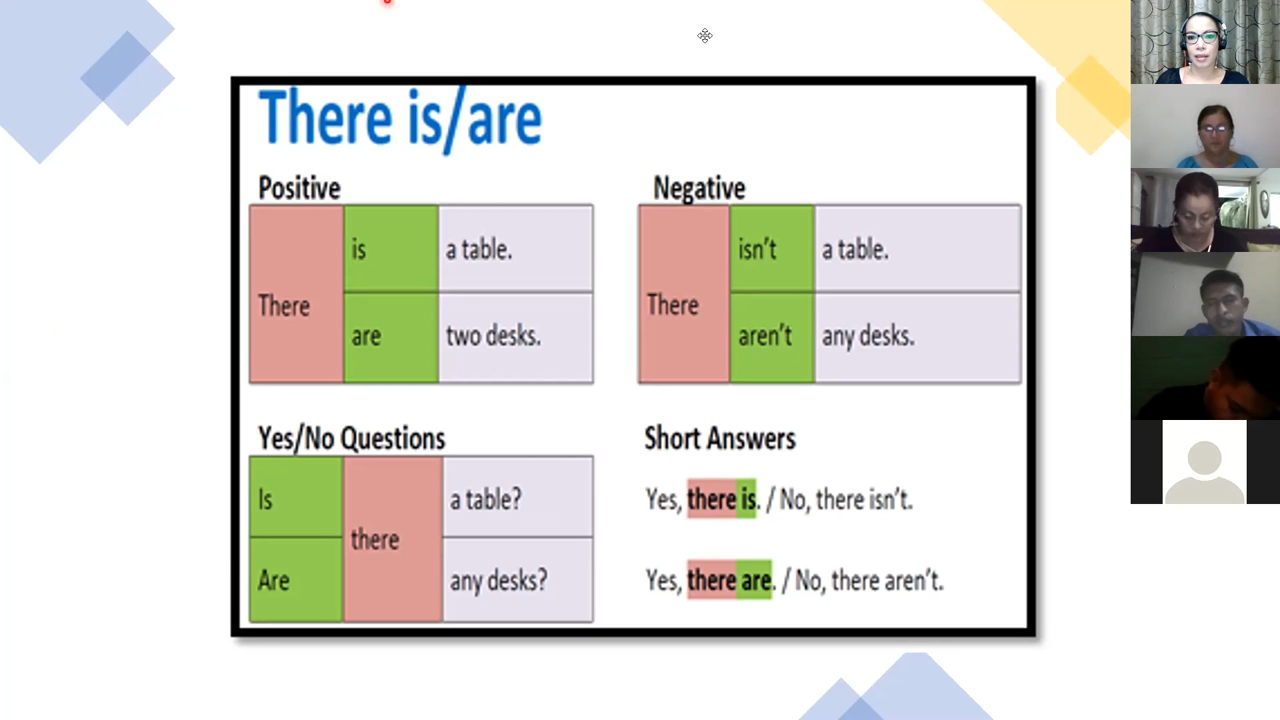 There is/are
Positive
There
is
a table.
are
two desks.
Negative
There
isn't
a table.
aren't
any desks.
Yes/No Questions
Is
there
a table?
Are
any desks?
Short Answers
Yes, there is. / No, there isn't.
Yes, there are. / No, there aren't.